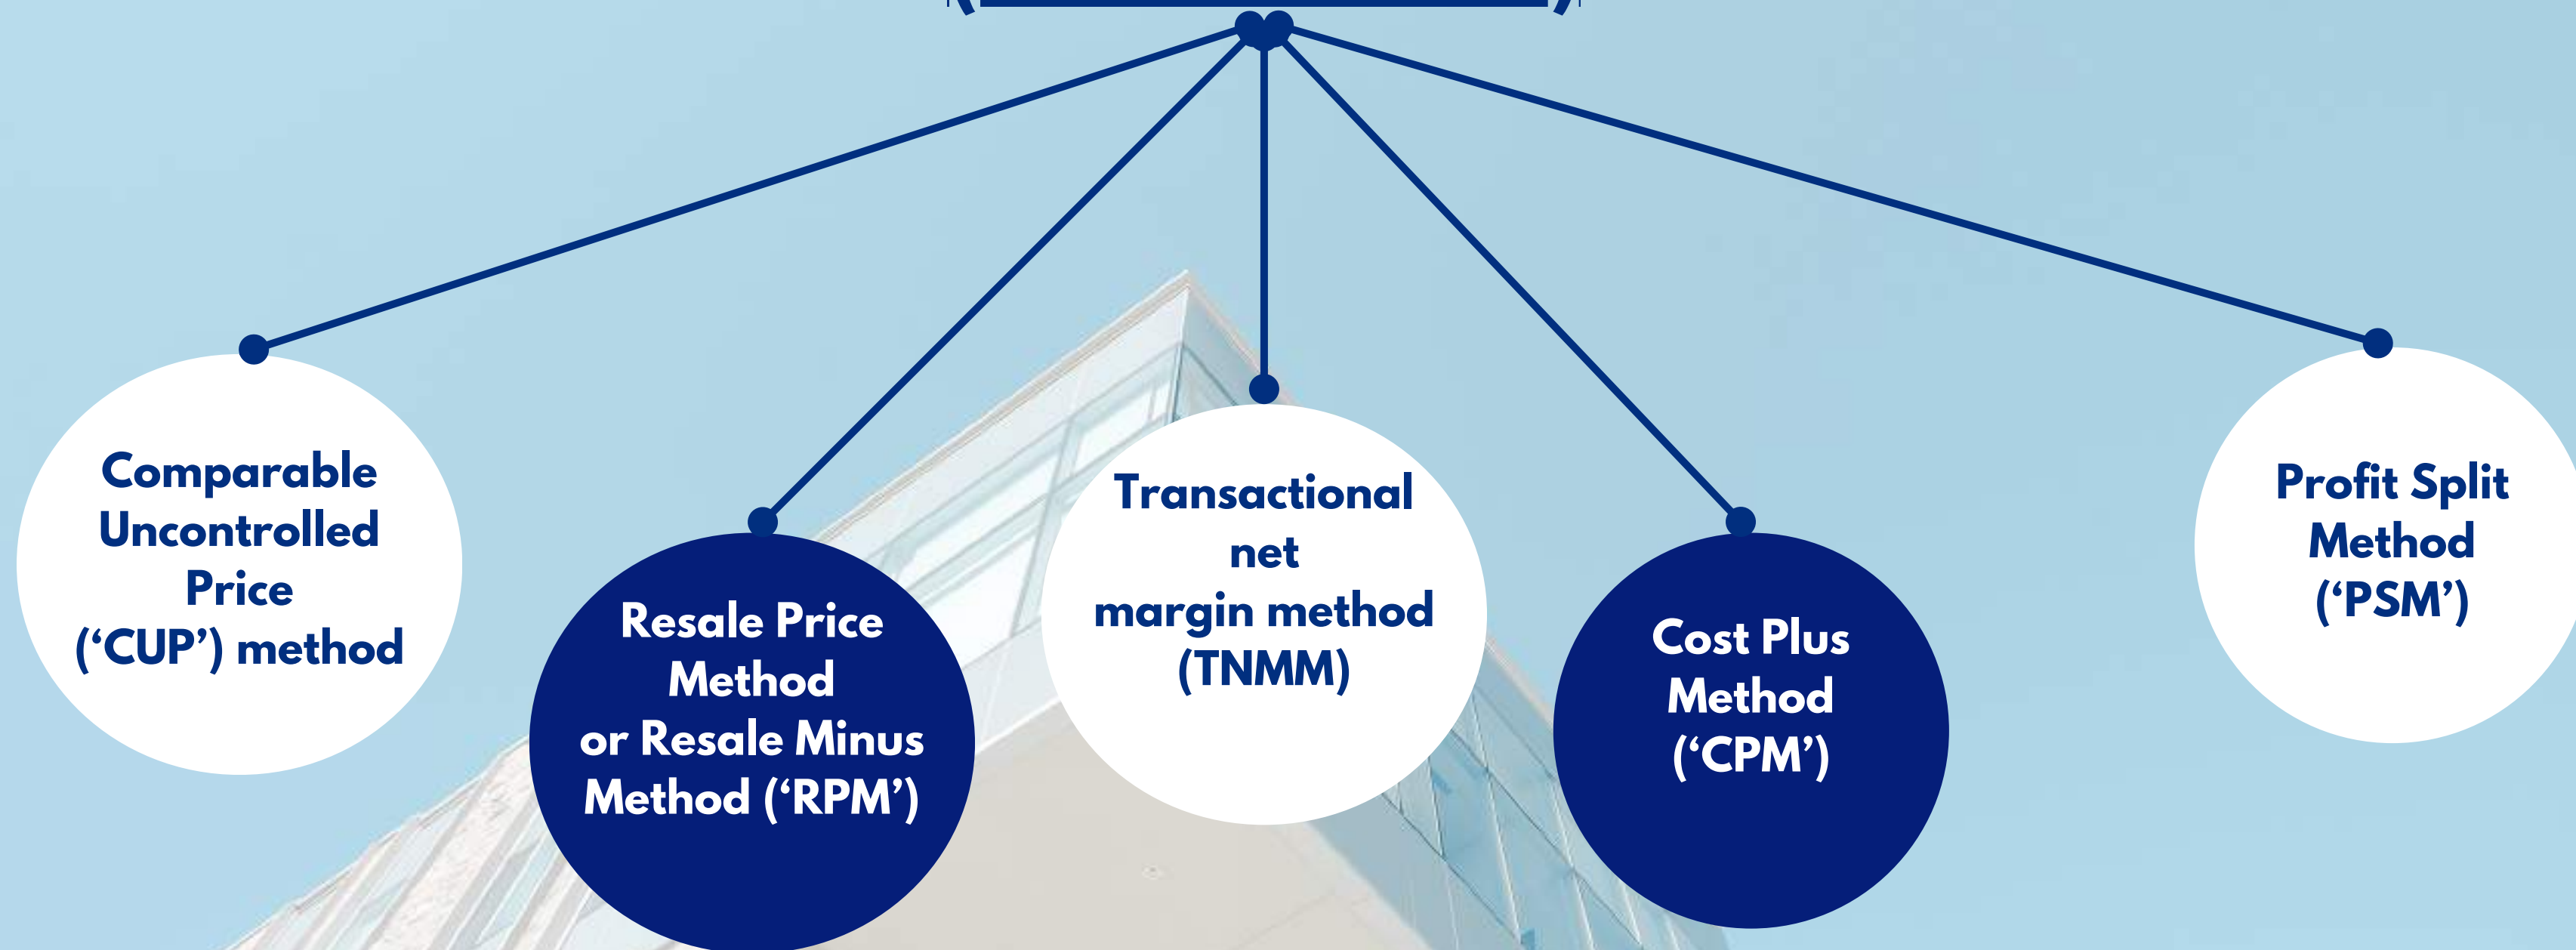 Comparable
Uncontrolled
Price
(‘CUP’) method
Resale Price
Method
or Resale Minus
Method (‘RPM’)
Transactional
net
margin method
(TNMM)
Cost Plus
Method
(‘CPM’)
Profit Split
Method
(‘PSM’)